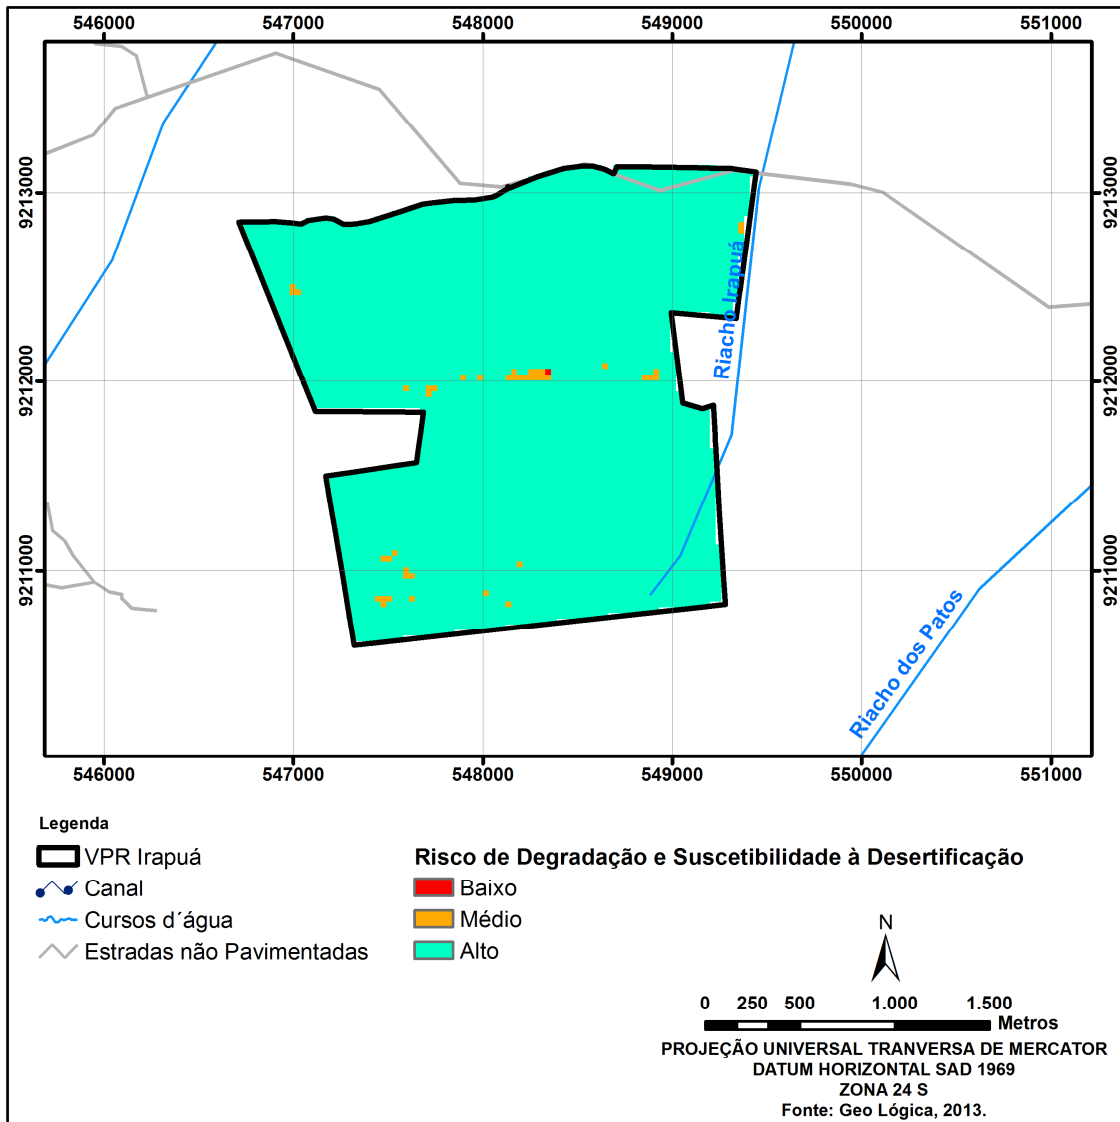 546000 547000 548000 549000 550000 551000
9213000 9213000
Riacho Irapuá
9212000 9212000
9211000 9211000
Riacho dos Patos
546000 547000 548000 549000 550000 551000
Legenda
VPR Irapuá
Canal
Cursos d´água
Estradas não Pavimentadas
Risco de Degradação e Suscetibilidade à Desertificação
Baixo
Médio
Alto
N
0 250 500 1.000 1.500
Metros
PROJEÇÃO UNIVERSAL TRANVERSA DE MERCATOR
DATUM HORIZONTAL SAD 1969
ZONA 24 S
Fonte: Geo Lógica, 2013.